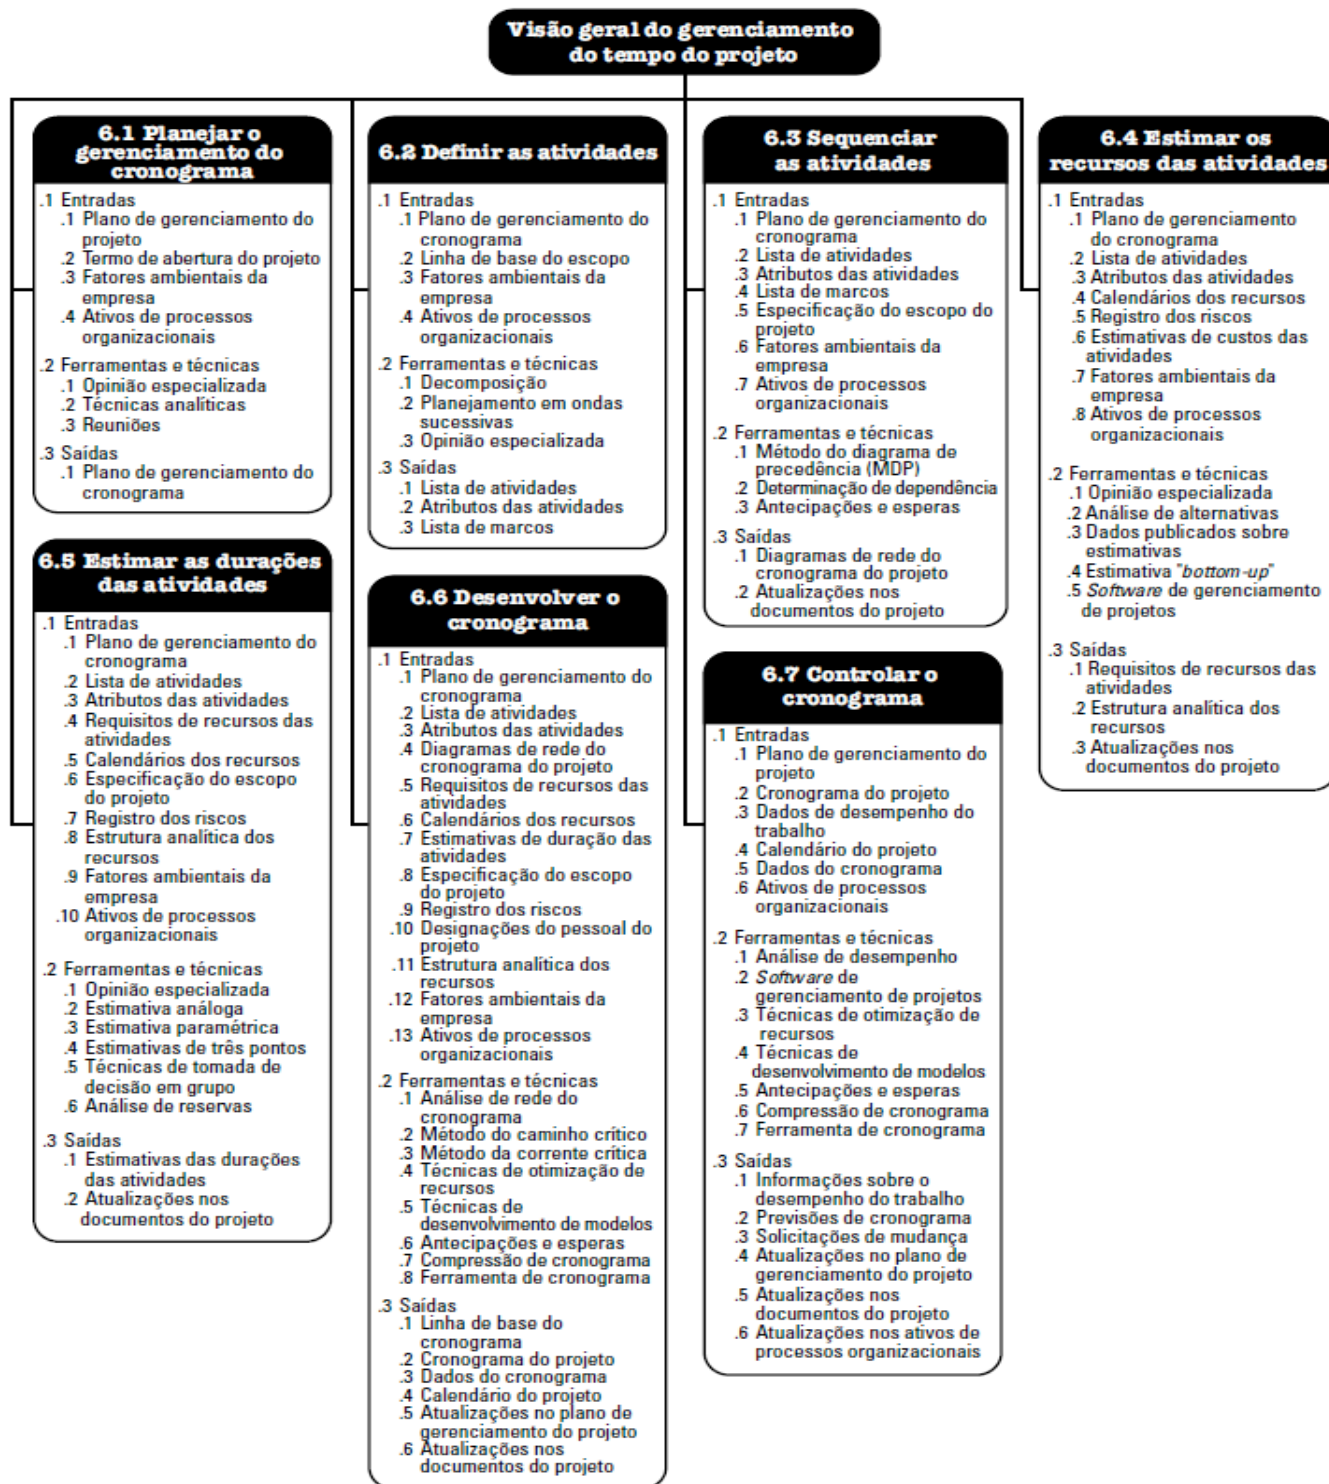 Visão geral do gerenciamento
do tempo do projeto
6.1 Planejar o
gerenciamento do
cronograma
.1 Entradas
.1 Plano de gerenciamento do
projeto
.2 Termo de abertura do projeto
.3 Fatores ambientais da
empresa
.4 Ativos de processos
organizacionais
.2 Ferramentas e técnicas
.1 Opinião especializada
.2 Técnicas analíticas
.3 Reuniões
.3 Saídas
.1 Plano de gerenciamento do
cronograma
6.2 Definir as atividades
.1 Entradas
.1 Plano de gerenciamento do
cronograma
.2 Linha de base do escopo
.3 Fatores ambientais da
empresa
.4 Ativos de processos
organizacionais
.2 Ferramentas e técnicas
.1 Decomposição
.2 Planejamento em ondas
sucessivas
.3 Opinião especializada
.3 Saídas
.1 Lista de atividades
.2 Atributos das atividades
.3 Lista de marcos
6.3 Sequenciar
as atividades
.1 Entradas
.1 Plano de gerenciamento do
cronograma
.2 Lista de atividades
.3 Atributos das atividades
.4 Lista de marcos
.5 Especificação do escopo do
projeto
.6 Fatores ambientais da
empresa
.7 Ativos de processos
organizacionais
.2 Ferramentas e técnicas
.1 Método do diagrama de
precedência (MDP)
.2 Determinação de dependência
.3 Antecipações e esperas
.3 Saídas
.1 Diagramas de rede do
cronograma do projeto
.2 Atualizações nos
documentos do projeto
6.4 Estimar os
recursos das atividades
.1 Entradas
.1 Plano de gerenciamento
do cronograma
.2 Lista de atividades
.3 Atributos das atividades
.4 Calendários dos recursos
.5 Registro dos riscos
.6 Estimativas de custos das
atividades
.7 Fatores ambientais da
empresa
.8 Ativos de processos
organizacionais
.2 Ferramentas e técnicas
.1 Opinião especializada
.2 Análise de alternativas
.3 Dados publicados sobre
estimativas
.4 Estimativa "bottom-up"
.5 Software de gerenciamento
de projetos
.3 Saídas
.1 Requisitos de recursos das
atividades
.2 Estrutura analítica dos
recursos
.3 Atualizações nos
documentos do projeto
6.5 Estimar as durações
das atividades
.1 Entradas
.1 Plano de gerenciamento do
cronograma
.2 Lista de atividades
.3 Atributos das atividades
.4 Requisitos de recursos das
atividades
.5 Calendários dos recursos
.6 Especificação do escopo
do projeto
.7 Registro dos riscos
.8 Estrutura analítica dos
recursos
.9 Fatores ambientais da
empresa
.10 Ativos de processos
organizacionais
.2 Ferramentas e técnicas
.1 Opinião especializada
.2 Estimativa análoga
.3 Estimativa paramétrica
.4 Estimativas de três pontos
.5 Técnicas de tomada de
decisão em grupo
.6 Análise de reservas
.3 Saídas
.1 Estimativas das durações
das atividades
.2 Atualizações nos
documentos do projeto
6.6 Desenvolver o
cronograma
.1 Entradas
.1 Plano de gerenciamento do
cronograma
.2 Lista de atividades
.3 Atributos das atividades
.4 Diagramas de rede do
cronograma do projeto
.5 Requisitos de recursos das
atividades
.6 Calendários dos recursos
.7 Estimativas de duração das
atividades
.8 Especificação do escopo
do projeto
.9 Registro dos riscos
.10 Designações do pessoal do
projeto
.11 Estrutura analítica dos
recursos
.12 Fatores ambientais da
empresa
.13 Ativos de processos
organizacionais
.2 Ferramentas e técnicas
.1 Análise de rede do
cronograma
.2 Método do caminho crítico
.3 Método da corrente crítica
.4 Técnicas de otimização de
recursos
.5 Técnicas de
desenvolvimento de modelos
.6 Antecipações e esperas
.7 Compressão de cronograma
.8 Ferramenta de cronograma
.3 Saídas
.1 Linha de base do
cronograma
.2 Cronograma do projeto
.3 Dados do cronograma
.4 Calendário do projeto
.5 Atualizações no plano de
gerenciamento do projeto
.6 Atualizações nos
documentos do projeto
6.7 Controlar o
cronograma
.1 Entradas
.1 Plano de gerenciamento do
projeto
.2 Cronograma do projeto
.3 Dados de desempenho do
trabalho
.4 Calendário do projeto
.5 Dados do cronograma
.6 Ativos de processos
organizacionais
.2 Ferramentas e técnicas
.1 Análise de desempenho
.2 Software de
gerenciamento de projetos
.3 Técnicas de otimização de
recursos
.4 Técnicas de
desenvolvimento de modelos
.5 Antecipações e esperas
.6 Compressão de cronograma
.7 Ferramenta de cronograma
.3 Saídas
.1 Informações sobre o
desempenho do trabalho
.2 Previsões de cronograma
.3 Solicitações de mudança
.4 Atualizações no plano de
gerenciamento do projeto
.5 Atualizações nos
documentos do projeto
.6 Atualizações nos ativos de
processos organizacionais